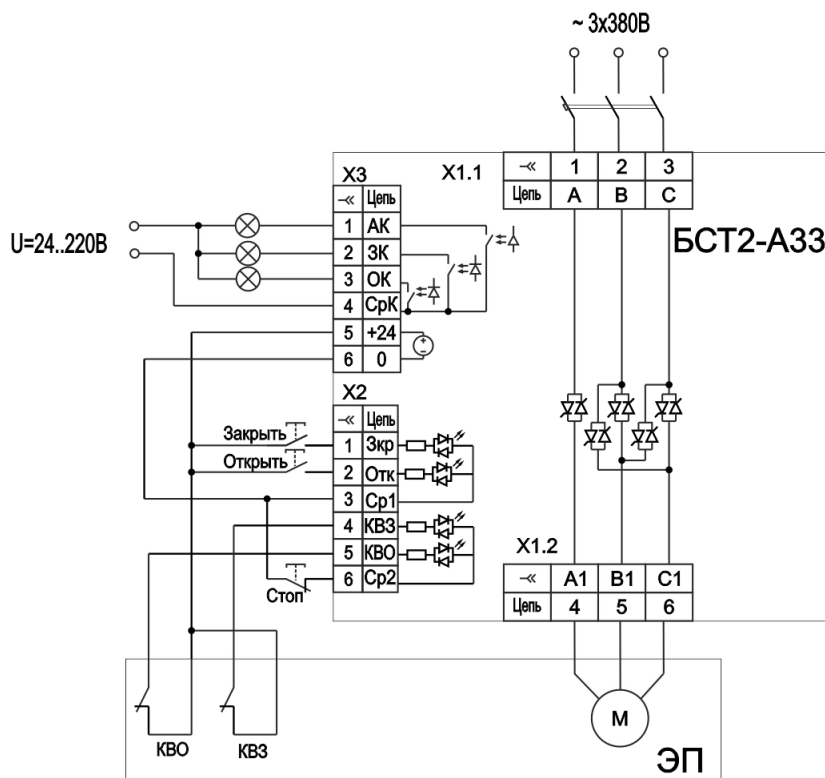 ~ 3x380В
X1.1
-≪ 1 2 3
Цепь A B C
БСТ2-А33
X3
-≪ Цепь
1 АК
2 ЗК
3 ОК
4 СрК
5 +24
6 0
U=24..220В
X2
-≪ Цепь
Закрыть
1 Зкр
Открыть
2 Отк
3 Ср1
4 КВЗ
5 КВО
6 Ср2
Стоп
X1.2
-≪ A1 B1 C1
Цепь 4 5 6
М
КВО
КВЗ
ЭП